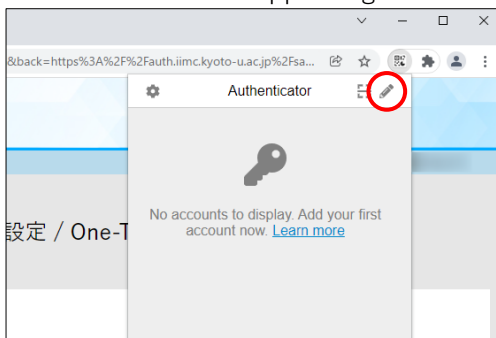 &back=https%3A%2F%2Fauth.iimc.kyoto-u.ac.jp%2Fsa...
Authenticator
No accounts to display. Add your first
account now. Learn more
設定 / One-T